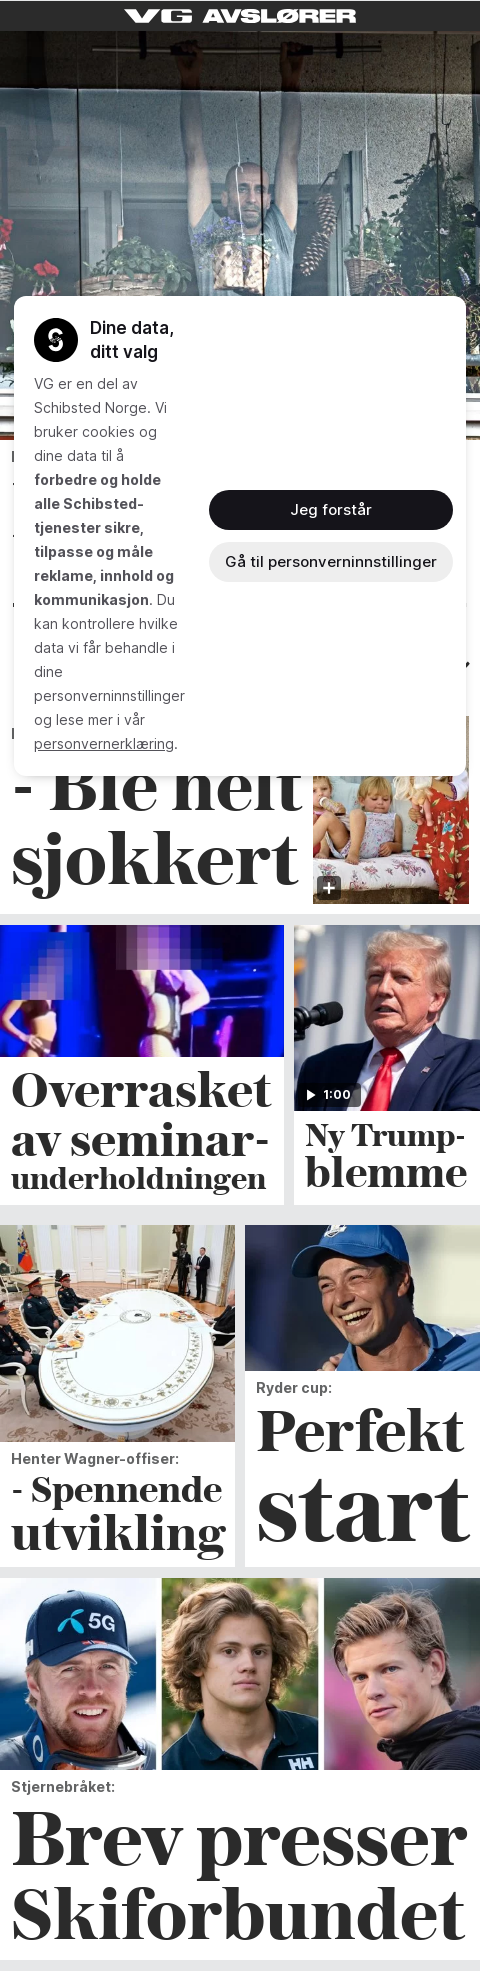 VG AVSLØRER
Dine data,
ditt valg
VG er en del av
Schibsted Norge. Vi
bruker cookies og
dine data til å
forbedre og holde
alle Schibsted-
tjenester sikre,
tilpasse og måle
reklame, innhold og
kommunikasjon. Du
kan kontrollere hvilke
data vi får behandle i
dine
personverninnstillinger
og lese mer i vår
personvernerklæring.
Jeg forstår
Gå til personverninnstillinger
- Ble helt
sjokkert
Overrasket
av seminar-
underholdningen
1:00
Ny Trump-
blemme
Henter Wagner-offiser:
- Spennende
utvikling
Ryder cup:
Perfekt
start
5G
HH
Stjernebråket:
Brev presser
Skiforbundet